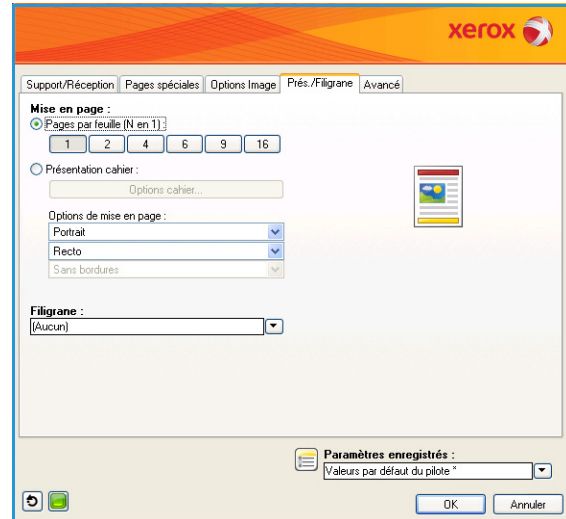 xerox
Support/Réception Pages spéciales Options Image Prés./Filigrane Avancé
Mise en page :
Pages par feuille (N en 1) :
1 2 4 6 9 16
Présentation cahier :
Options cahier...
Options de mise en page :
Portrait
Recto
Sans bordures
Filigrane :
(Aucun)
Paramètres enregistrés :
Valeurs par défaut du pilote *
OK Annuler